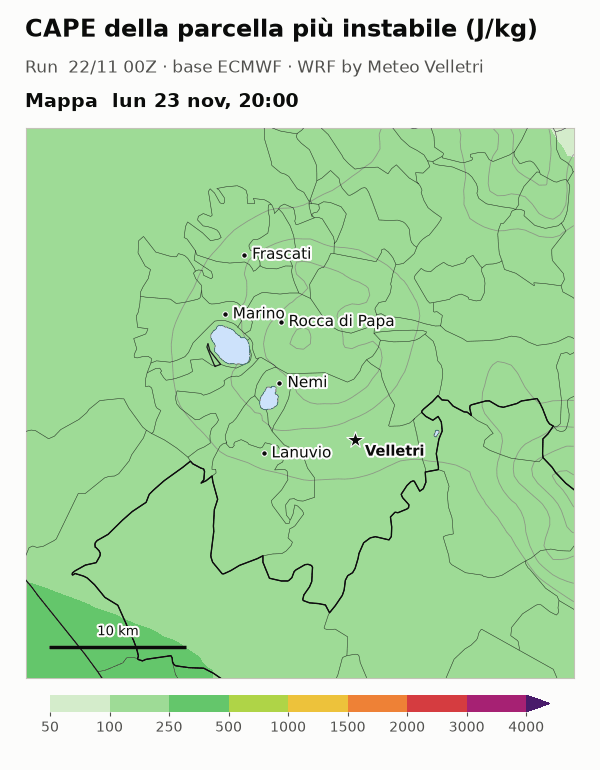 CAPE della parcella più instabile (J/kg)
Run  22/11 00Z · base ECMWF · WRF by Meteo Velletri
Mappa  lun 23 nov, 20:00
Frascati
Marino
Rocca di Papa
Nemi
Velletri
Lanuvio
10 km
50 100 250 500 1000 1500 2000 3000 4000